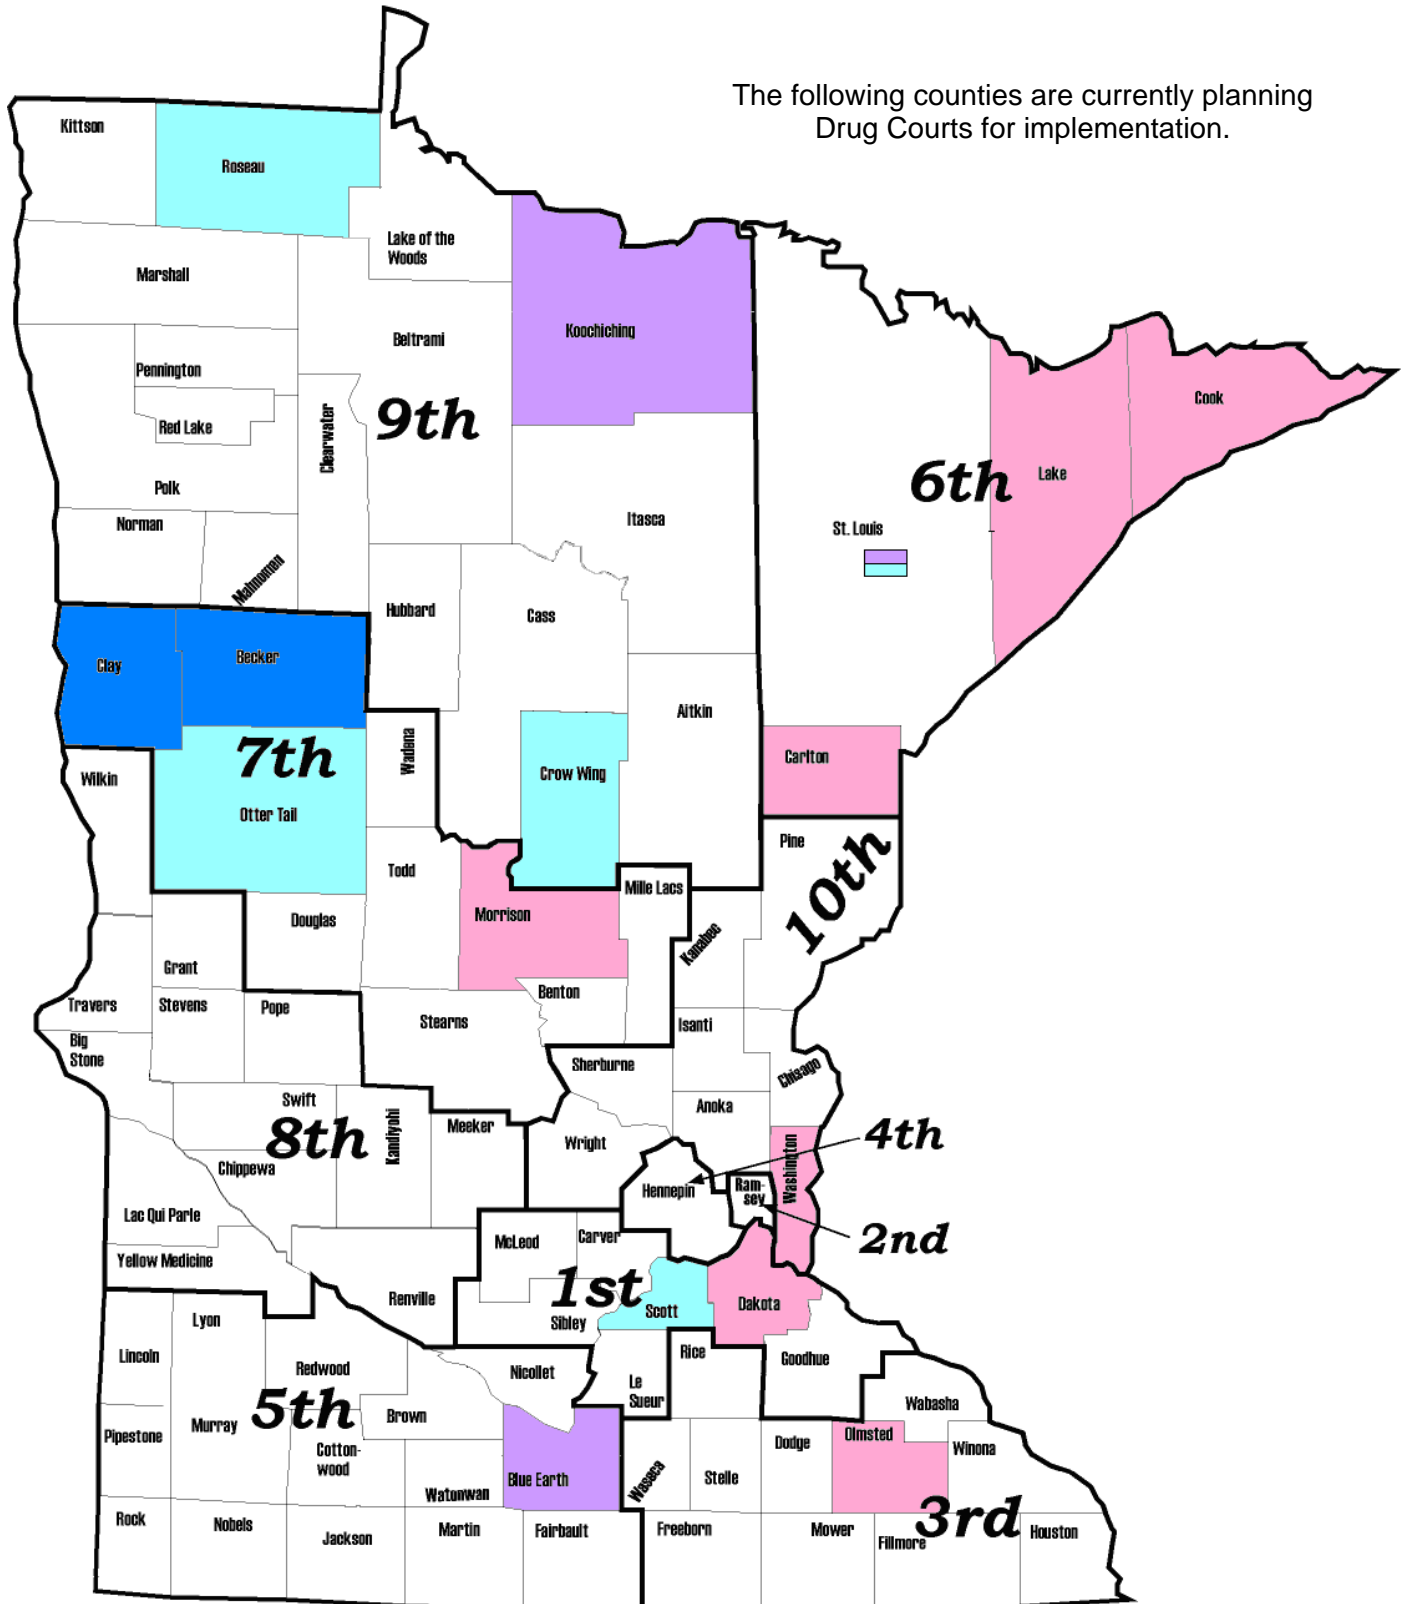 The following counties are currently planning
Drug Courts for implementation.
Kittson
Roseau
Lake of the
Woods
Marshall
Koochiching
Beltrami
Pennington
Cook
9th
Clearwater
Red Lake
Lake
6th
Polk
Norman
Itasca
St. Louis
Mahnomen
Hubbard
Cass
Clay
Becker
Aitkin
7th
Wadena
Carlton
Wilkin
Crow Wing
Otter Tail
Pine
10th
Todd
Mille Lacs
Morrison
Douglas
Kanabec
Grant
Benton
Travers
Stevens
Pope
Stearns
Isanti
Big
Stone
Sherburne
Chisago
Swift
Anoka
8th
Kandiyohi
Meeker
Wright
4th
Chippewa
Washington
Hennepin
Ram-
sey
Lac Qui Parle
McLeod
Carver
2nd
Yellow Medicine
1st
Renville
Scott
Dakota
Lyon
Sibley
Lincoln
Redwood
Nicollet
Rice
Goodhue
Le
Sueur
5th
Wabasha
Pipestone
Murray
Brown
Cotton-
wood
Dodge
Olmsted
Winona
Watonwan
Blue Earth
Waseca
Stelle
Rock
Nobels
Jackson
Martin
Fairbault
Freeborn
Mower
3rd
Fillmore
Houston